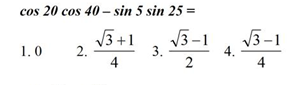 cos 20 cos 40 – sin 5 sin 25 =
1. 0 2. (√3 + 1)/4 3. (√3 – 1)/2 4. (√3 – 1)/4